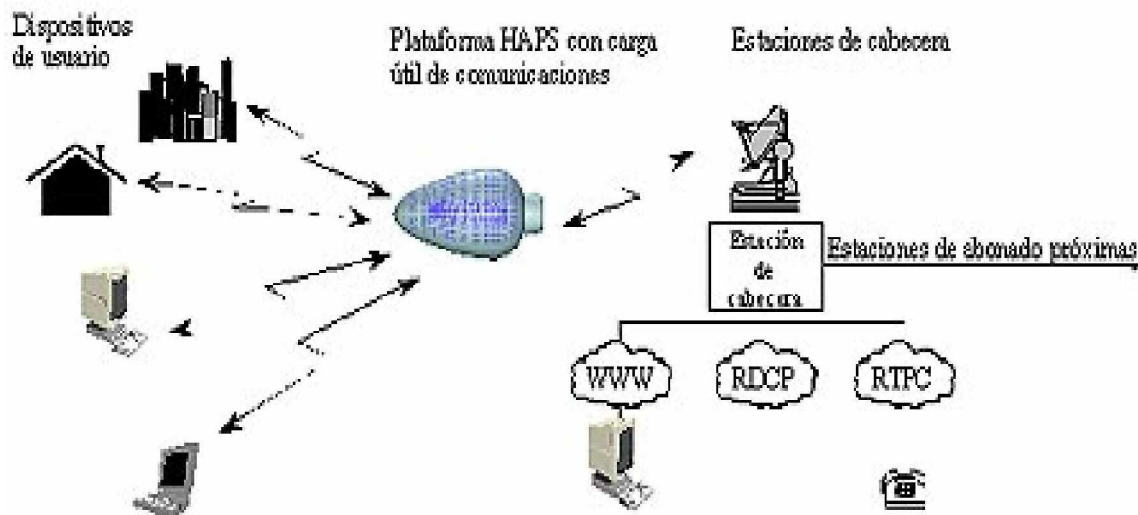 Dispositivos
de usuario
Plataforma HAPS con carga
útil de comunicaciones
Estaciones de cabecera
Estación
de
cabecera
Estaciones de abonado próximas
WWW
RDCP
RTPC